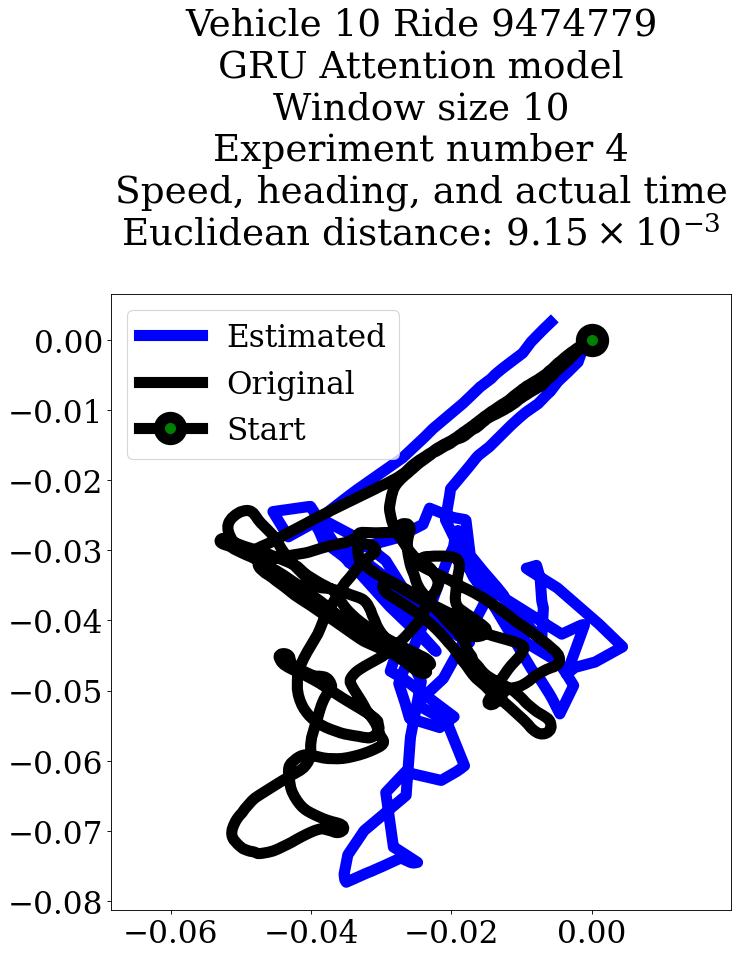 Vehicle 10 Ride 9474779
GRU Attention model
Window size 10
Experiment number 4
Speed, heading, and actual time
Euclidean distance: 9.15 × 10⁻³
Estimated
Original
Start
0.00
−0.01
−0.02
−0.03
−0.04
−0.05
−0.06
−0.07
−0.08
−0.06 −0.04 −0.02 0.00